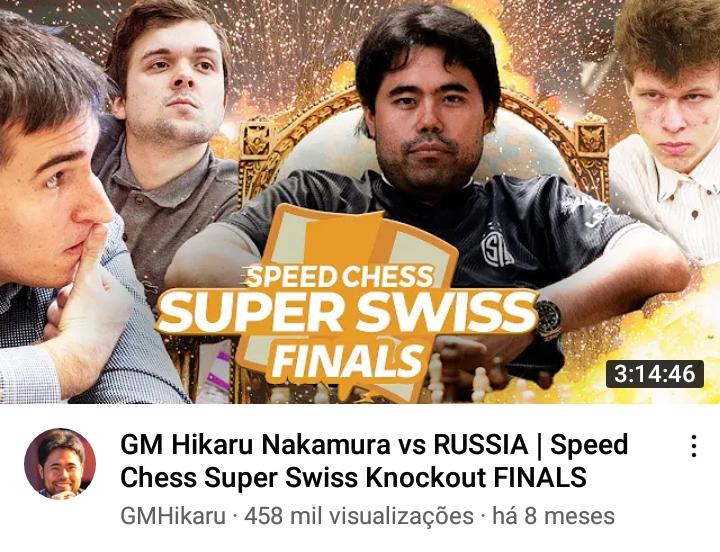 TSM
SPEED CHESS
SUPER SWISS
FINALS
3:14:46
GM Hikaru Nakamura vs RUSSIA | Speed
Chess Super Swiss Knockout FINALS
GMHikaru · 458 mil visualizações · há 8 meses